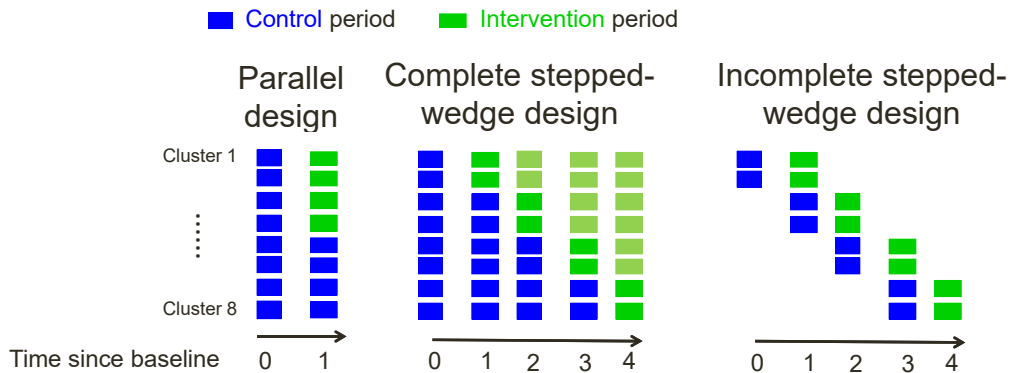 Control period
Intervention period
Parallel
design
Complete stepped-
wedge design
Incomplete stepped-
wedge design
Cluster 1
......
Cluster 8
Time since baseline
0 1
0 1 2 3 4
0 1 2 3 4